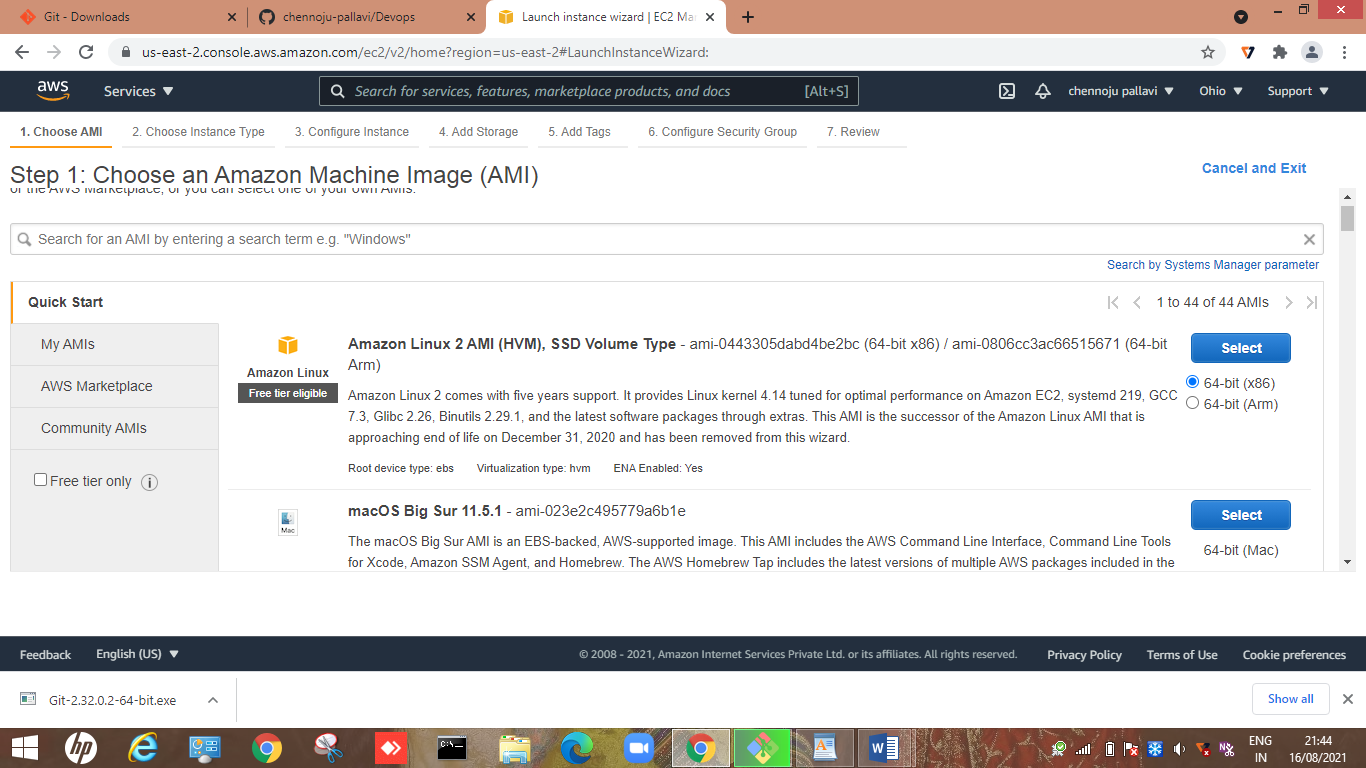 Git - Downloads
chennoju-pallavi/Devops
Launch instance wizard | EC2 Ma
us-east-2.console.aws.amazon.com/ec2/v2/home?region=us-east-2#LaunchInstanceWizard:
aws
Services
Search for services, features, marketplace products, and docs
[Alt+S]
chennoju pallavi
Ohio
Support
1. Choose AMI
2. Choose Instance Type
3. Configure Instance
4. Add Storage
5. Add Tags
6. Configure Security Group
7. Review
Step 1: Choose an Amazon Machine Image (AMI)
Cancel and Exit
or the AWS Marketplace; or you can select one of your own AMIs.
Search for an AMI by entering a search term e.g. "Windows"
Search by Systems Manager parameter
Quick Start
1 to 44 of 44 AMIs
My AMIs
AWS Marketplace
Community AMIs
Free tier only
Amazon Linux
Free tier eligible
Amazon Linux 2 AMI (HVM), SSD Volume Type - ami-0443305dabd4be2bc (64-bit x86) / ami-0806cc3ac66515671 (64-bit
Arm)
Amazon Linux 2 comes with five years support. It provides Linux kernel 4.14 tuned for optimal performance on Amazon EC2, systemd 219, GCC
7.3, Glibc 2.26, Binutils 2.29.1, and the latest software packages through extras. This AMI is the successor of the Amazon Linux AMI that is
approaching end of life on December 31, 2020 and has been removed from this wizard.
Root device type: ebs
Virtualization type: hvm
ENA Enabled: Yes
Select
64-bit (x86)
64-bit (Arm)
Mac
macOS Big Sur 11.5.1 - ami-023e2c495779a6b1e
The macOS Big Sur AMI is an EBS-backed, AWS-supported image. This AMI includes the AWS Command Line Interface, Command Line Tools
for Xcode, Amazon SSM Agent, and Homebrew. The AWS Homebrew Tap includes the latest versions of multiple AWS packages included in the
Select
64-bit (Mac)
Feedback
English (US)
© 2008 - 2021, Amazon Internet Services Private Ltd. or its affiliates. All rights reserved.
Privacy Policy
Terms of Use
Cookie preferences
Git-2.32.0.2-64-bit.exe
Show all
ENG
IN
21:44
16/08/2021